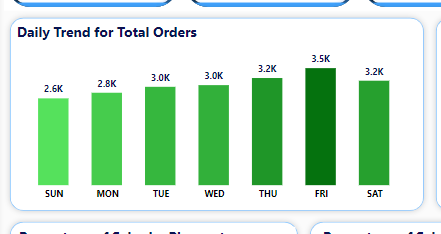 Daily Trend for Total Orders
2.6K
2.8K
3.0K
3.0K
3.2K
3.5K
3.2K
SUN
MON
TUE
WED
THU
FRI
SAT